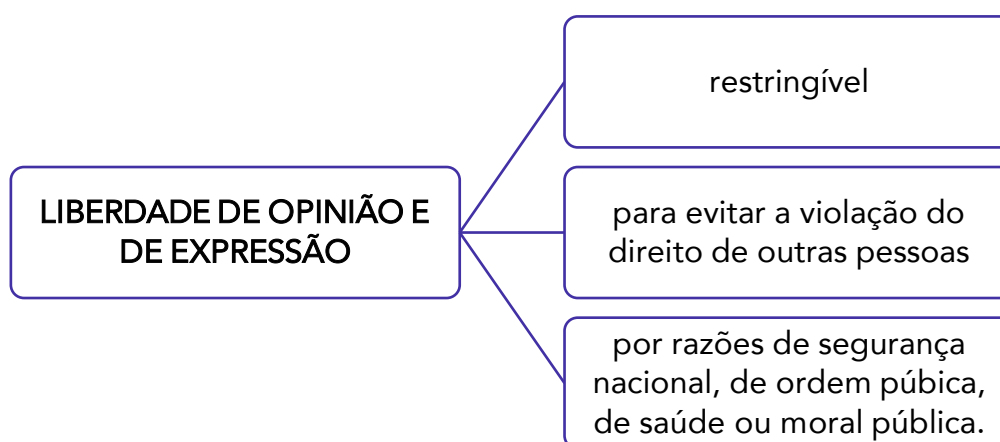 restringível
LIBERDADE DE OPINIÃO E
DE EXPRESSÃO
para evitar a violação do
direito de outras pessoas
por razões de segurança
nacional, de ordem púbica,
de saúde ou moral pública.